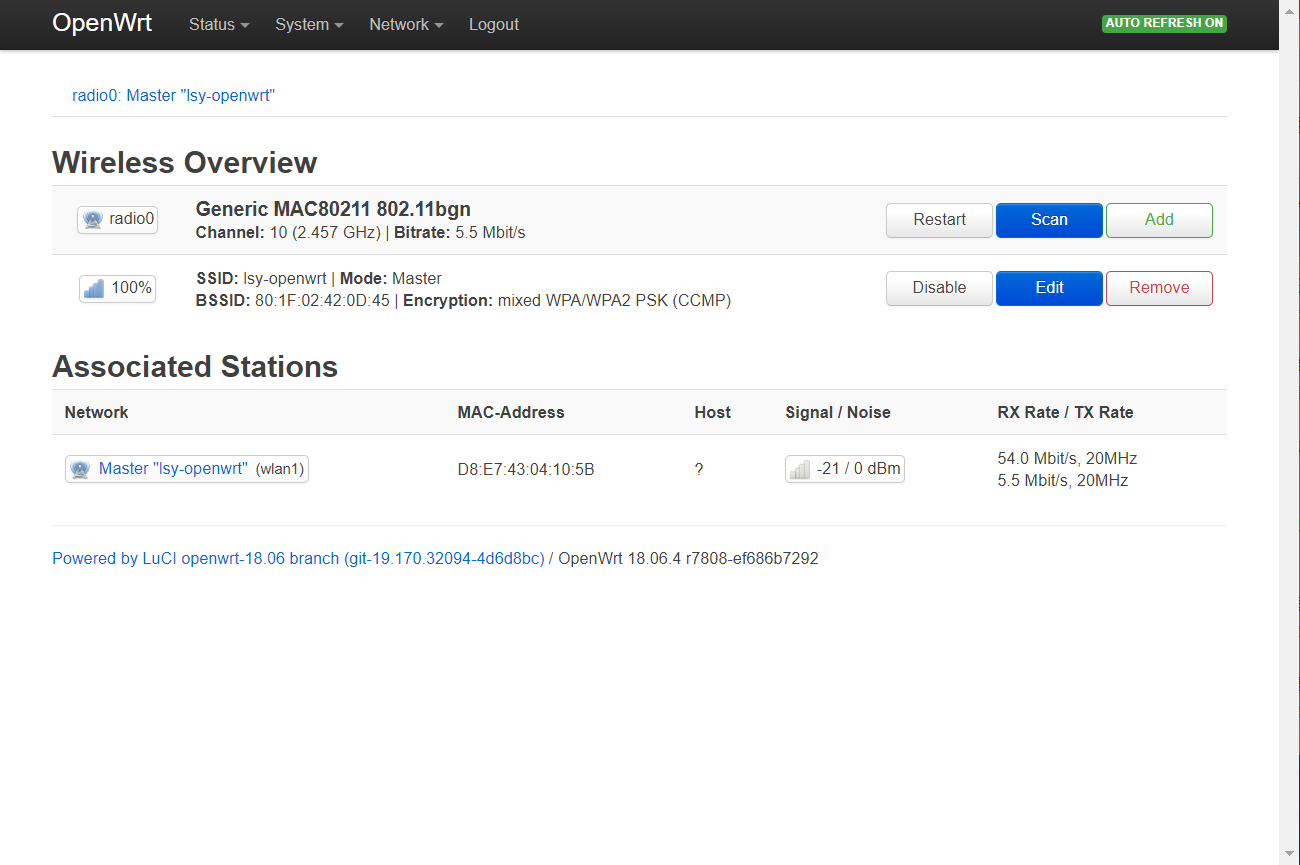 OpenWrt Status System Network Logout AUTO REFRESH ON
radio0: Master "lsy-openwrt"
Wireless Overview
radio0
Generic MAC80211 802.11bgn
Channel: 10 (2.457 GHz) | Bitrate: 5.5 Mbit/s
Restart Scan Add
100%
SSID: lsy-openwrt | Mode: Master
BSSID: 80:1F:02:42:0D:45 | Encryption: mixed WPA/WPA2 PSK (CCMP)
Disable Edit Remove
Associated Stations
Network MAC-Address Host Signal / Noise RX Rate / TX Rate
Master "lsy-openwrt" (wlan1) D8:E7:43:04:10:5B ? -21 / 0 dBm
54.0 Mbit/s, 20MHz
5.5 Mbit/s, 20MHz
Powered by LuCI openwrt-18.06 branch (git-19.170.32094-4d6d8bc) / OpenWrt 18.06.4 r7808-ef686b7292